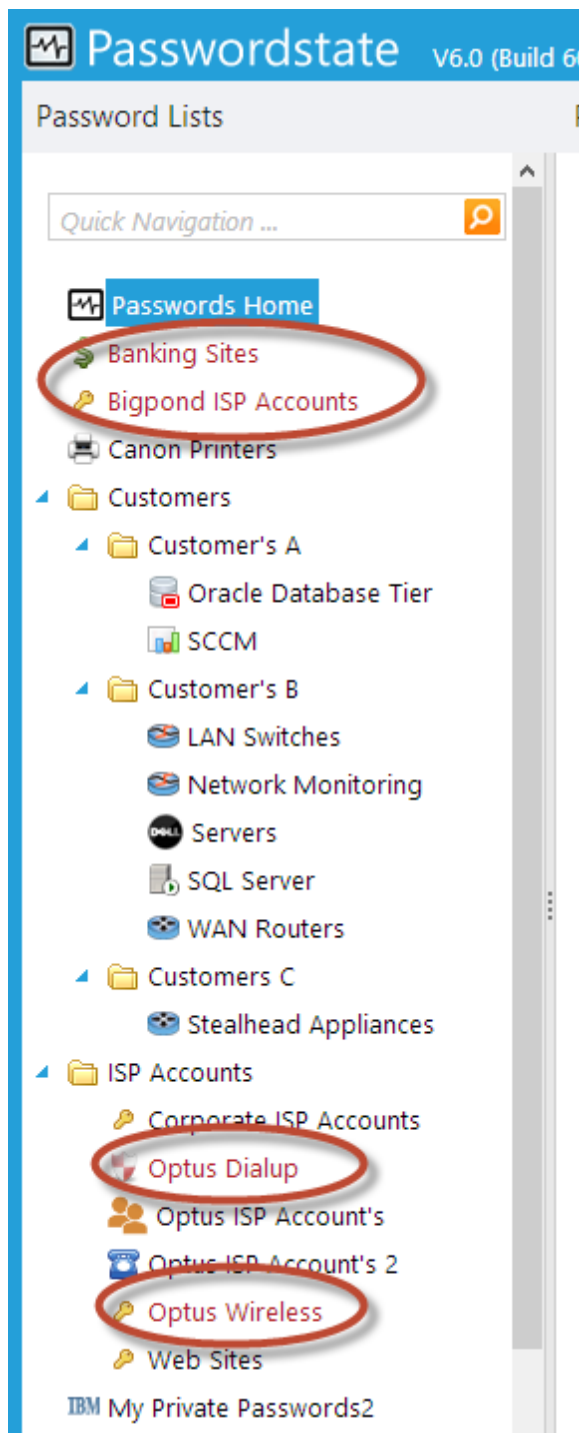 Passwordstate V6.0 (Build 60
Password Lists
Quick Navigation ...
Passwords Home
Banking Sites
Bigpond ISP Accounts
Canon Printers
Customers
Customer's A
Oracle Database Tier
SCCM
Customer's B
LAN Switches
Network Monitoring
DELL Servers
SQL Server
WAN Routers
Customers C
Stealhead Appliances
ISP Accounts
Corporate ISP Accounts
Optus Dialup
Optus ISP Account's
Optus ISP Account's 2
Optus Wireless
Web Sites
IBM My Private Passwords2